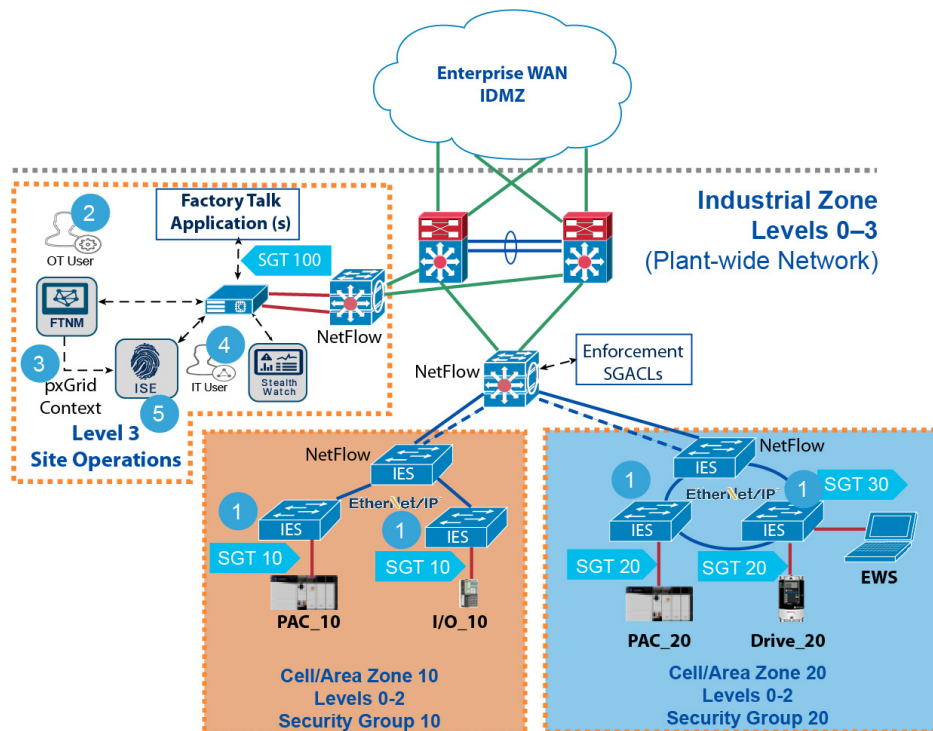 Enterprise WAN
IDMZ
Industrial Zone
Levels 0–3
(Plant-wide Network)
2
OT User
Factory Talk
Application (s)
SGT 100
FTNM
NetFlow
3
pxGrid
Context
ISE
5
4
IT User
Stealth
Watch
Level 3
Site Operations
NetFlow
Enforcement
SGACLs
NetFlow
IES
EtherNet/IP
1
IES
1
IES
SGT 10
SGT 10
PAC_10
I/O_10
Cell/Area Zone 10
Levels 0-2
Security Group 10
NetFlow
IES
EtherNet/IP
1
IES
1
IES
SGT 30
SGT 20
SGT 20
EWS
PAC_20
Drive_20
Cell/Area Zone 20
Levels 0-2
Security Group 20